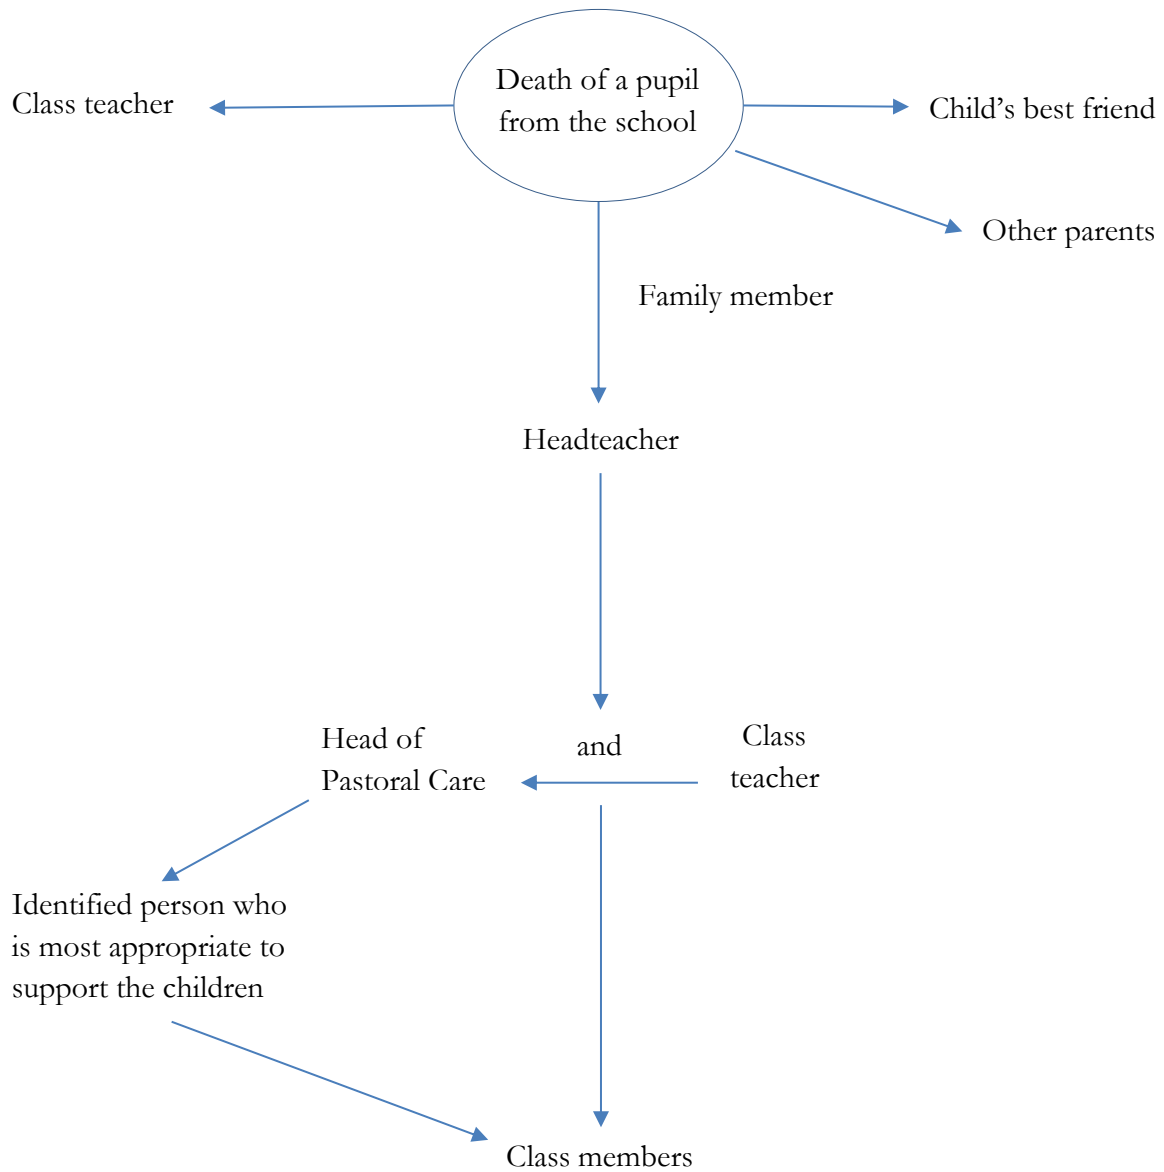 Death of a pupil
from the school
Class teacher
Child’s best friend
Other parents
Family member
Headteacher
Head of
Pastoral Care
and
Class
teacher
Identified person who
is most appropriate to
support the children
Class members